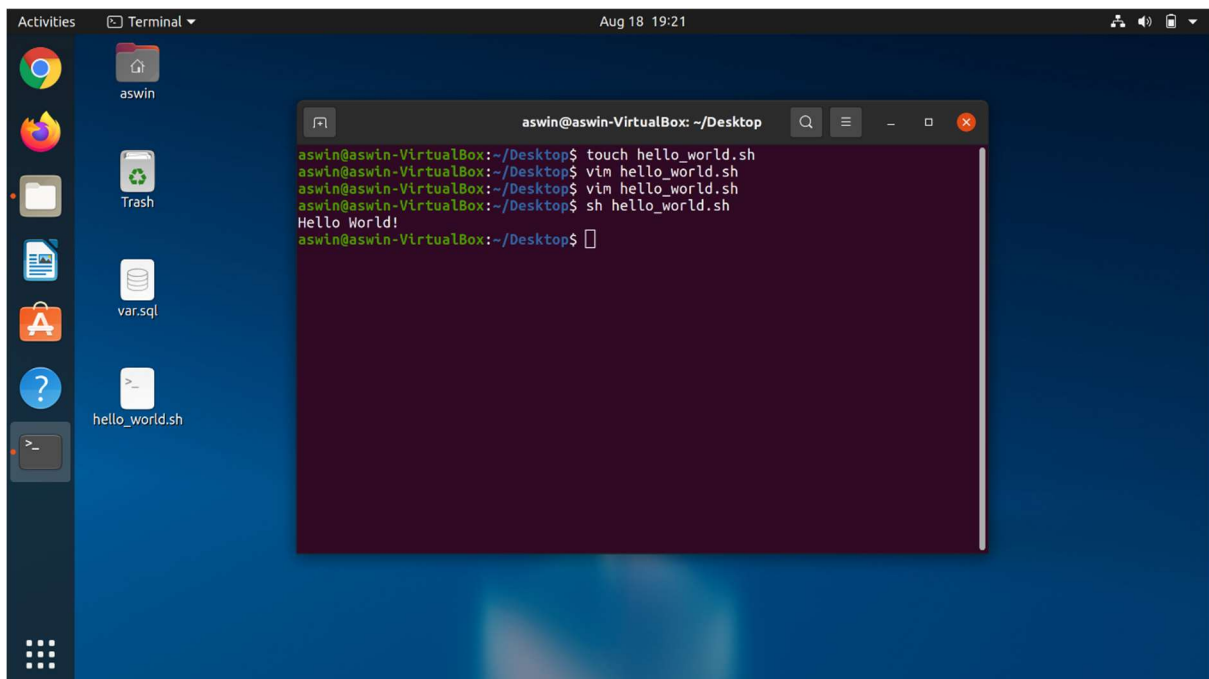 Activities Terminal Aug 18 19:21
aswin
Trash
var.sql
>_
hello_world.sh
>_
aswin@aswin-VirtualBox: ~/Desktop
aswin@aswin-VirtualBox:~/Desktop$ touch hello_world.sh
aswin@aswin-VirtualBox:~/Desktop$ vim hello_world.sh
aswin@aswin-VirtualBox:~/Desktop$ vim hello_world.sh
aswin@aswin-VirtualBox:~/Desktop$ sh hello_world.sh
Hello World!
aswin@aswin-VirtualBox:~/Desktop$